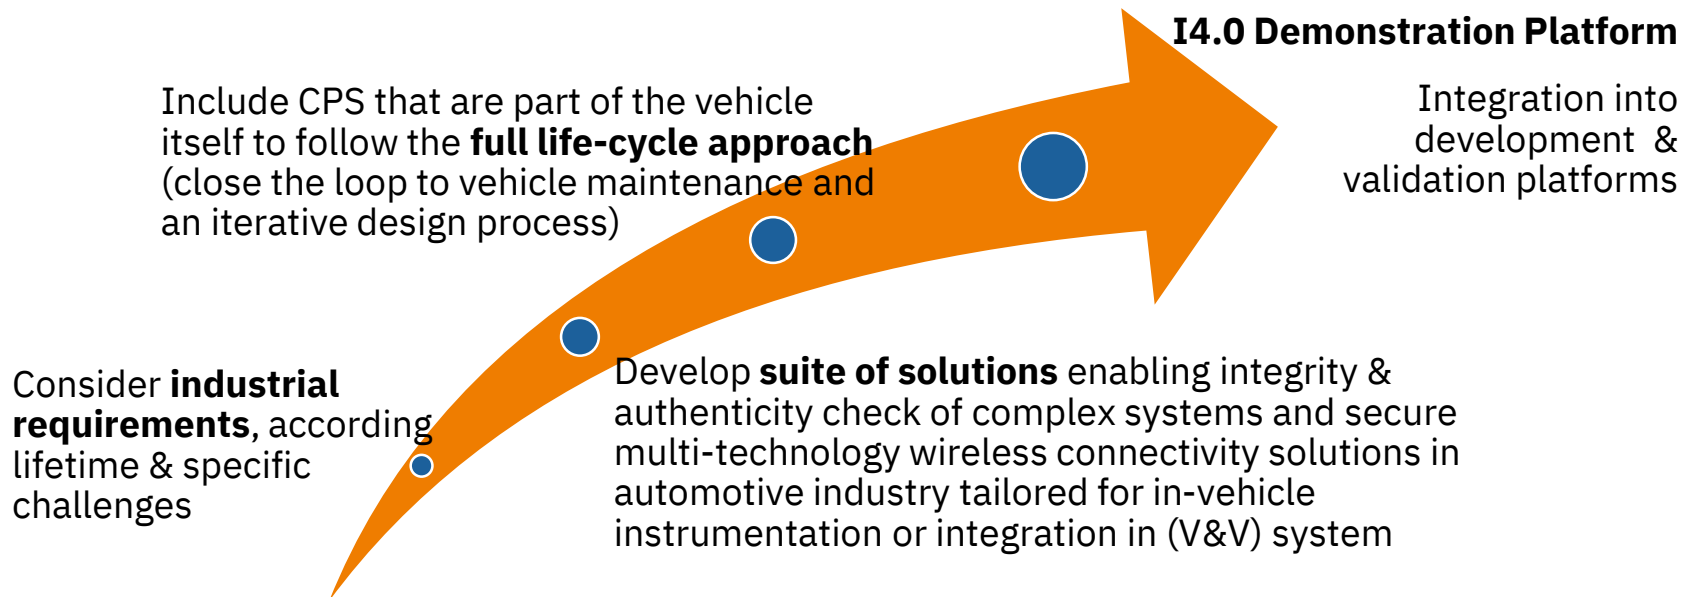 I4.0 Demonstration Platform
Integration into
development &
validation platforms
Include CPS that are part of the vehicle
itself to follow the full life-cycle approach
(close the loop to vehicle maintenance and
an iterative design process)
Consider industrial
requirements, according
lifetime & specific
challenges
Develop suite of solutions enabling integrity &
authenticity check of complex systems and secure
multi-technology wireless connectivity solutions in
automotive industry tailored for in-vehicle
instrumentation or integration in (V&V) system